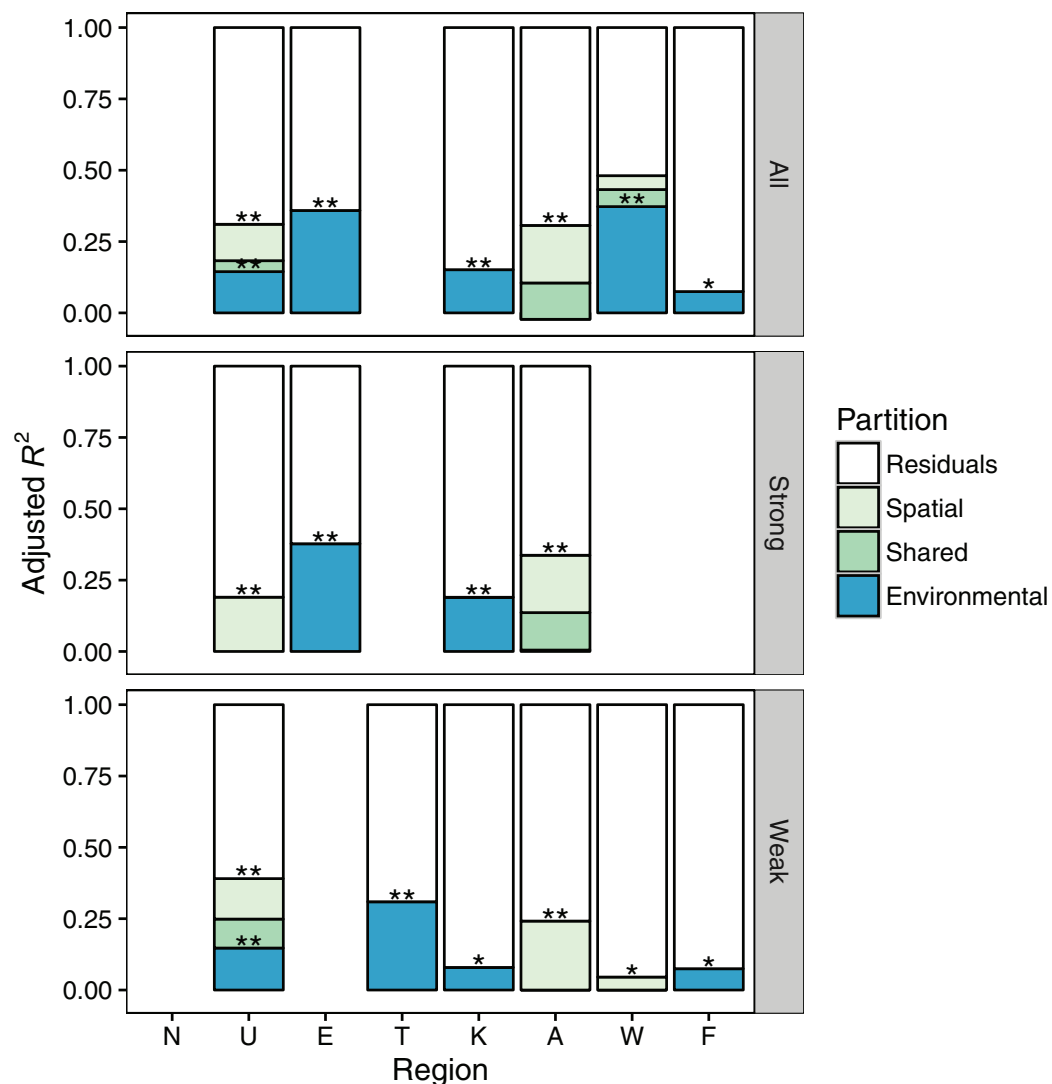 1.00
0.75
0.50
0.25
0.00
** ** ** ** ** ** ** *
All
1.00
0.75
0.50
0.25
0.00
** ** ** **
Strong
1.00
0.75
0.50
0.25
0.00
** ** ** * ** * *
Weak
N U E T K A W F
Region
Adjusted R²
Partition
Residuals
Spatial
Shared
Environmental